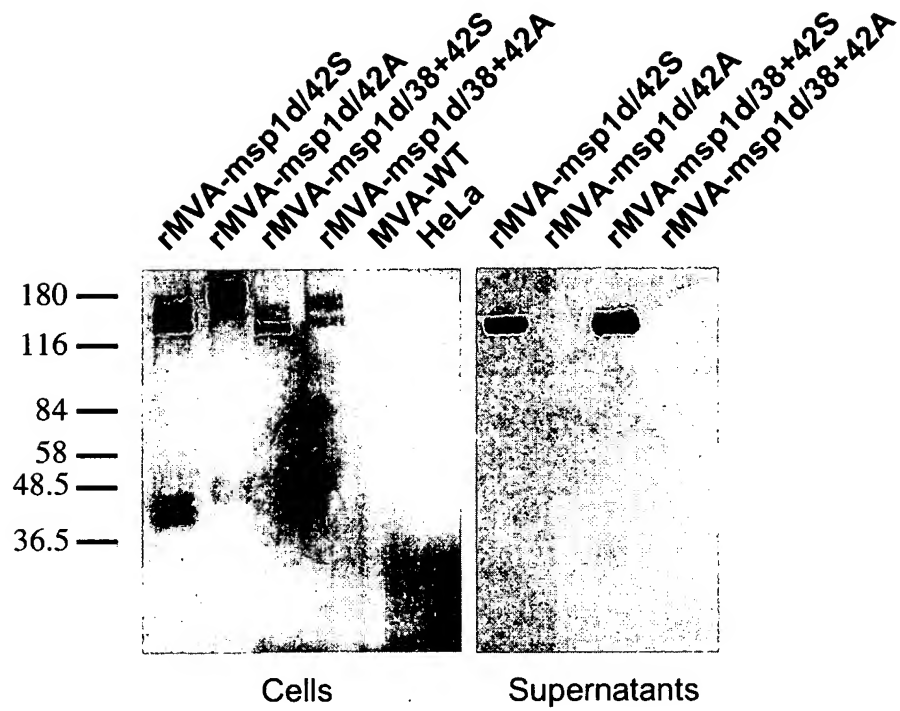 rMVA-msp1d/42S
rMVA-msp1d/42A
rMVA-msp1d/38+42S
rMVA-msp1d/38+42A
MVA-WT
HeLa
rMVA-msp1d/42S
rMVA-msp1d/42A
rMVA-msp1d/38+42S
rMVA-msp1d/38+42A
180
116
84
58
48.5
36.5
Cells
Supernatants